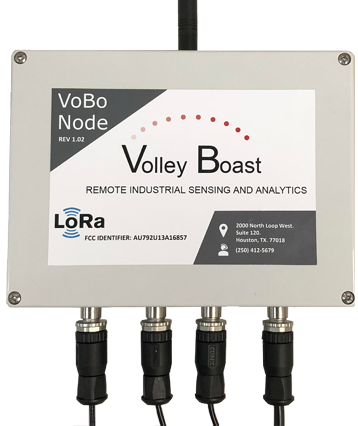 VoBo
Node
REV 1.02
Volley Boast
REMOTE INDUSTRIAL SENSING AND ANALYTICS
LoRa
FCC IDENTIFIER: AU792U13A16857
2000 North Loop West.
Suite 120.
Houston, TX. 77018
(250) 412-5679